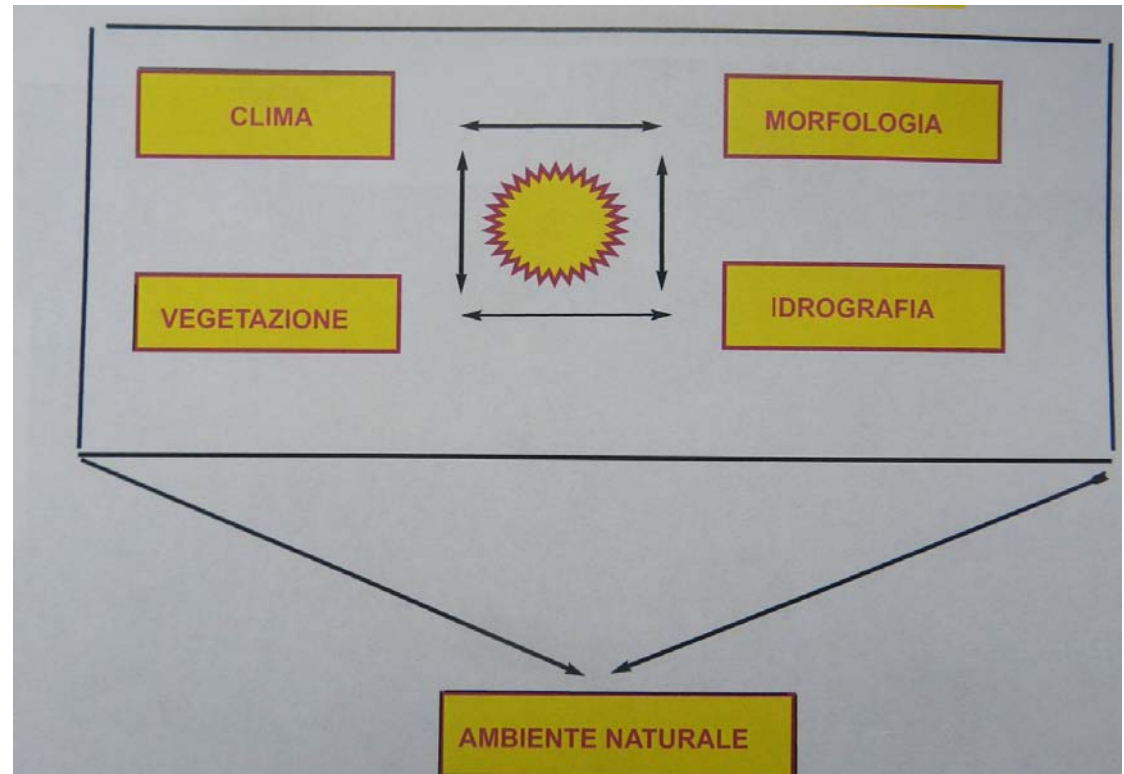 CLIMA
MORFOLOGIA
VEGETAZIONE
IDROGRAFIA
AMBIENTE NATURALE